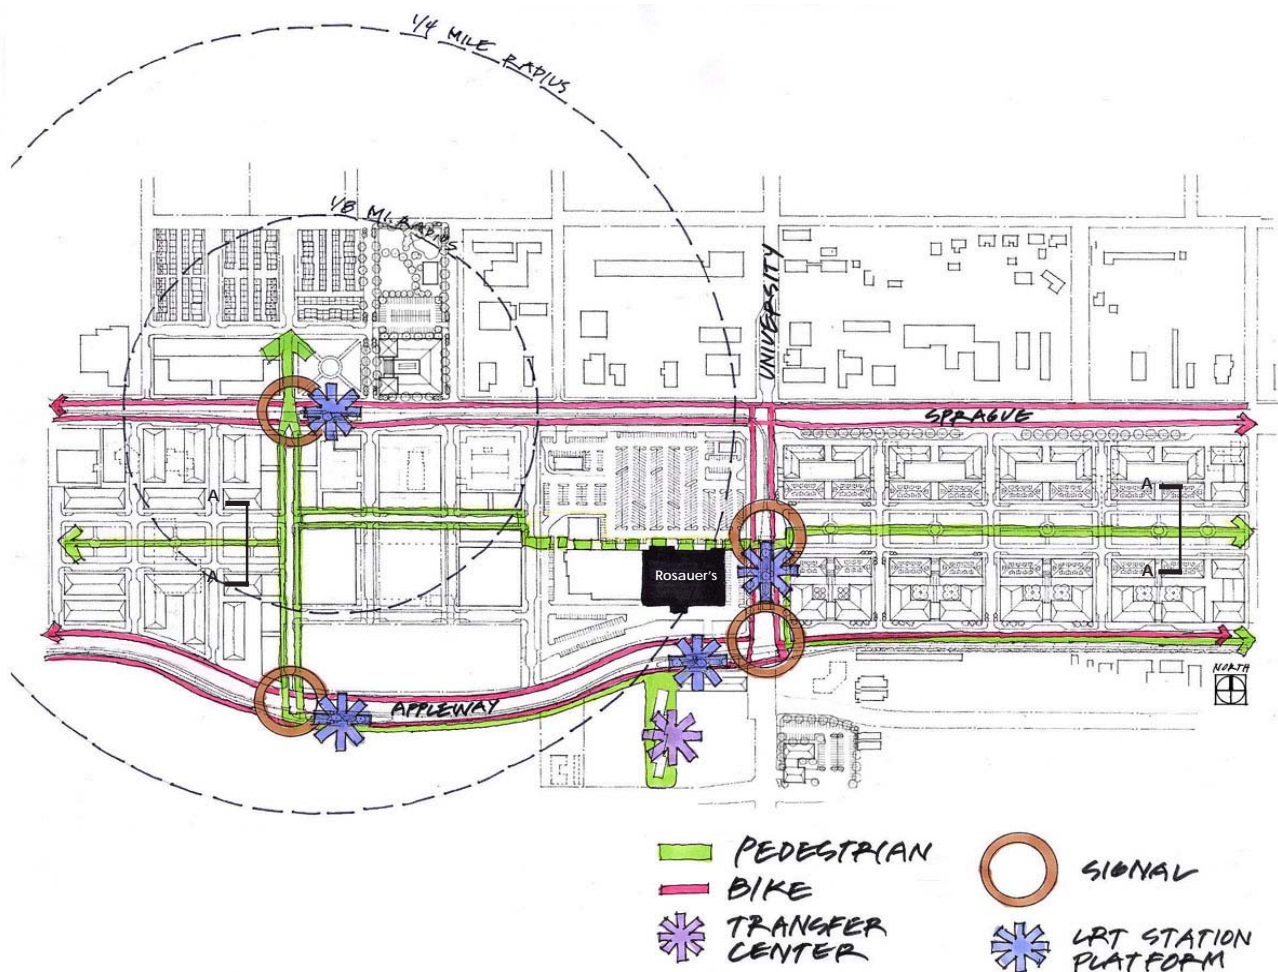 1/4 MILE RADIUS
1/8 MI. RADIUS
UNIVERSITY
SPRAGUE
A
A
A
A
Rosauer's
NORTH
APPLEWAY
PEDESTRIAN
BIKE
TRANSFER
CENTER
SIGNAL
LRT STATION
PLATFORM